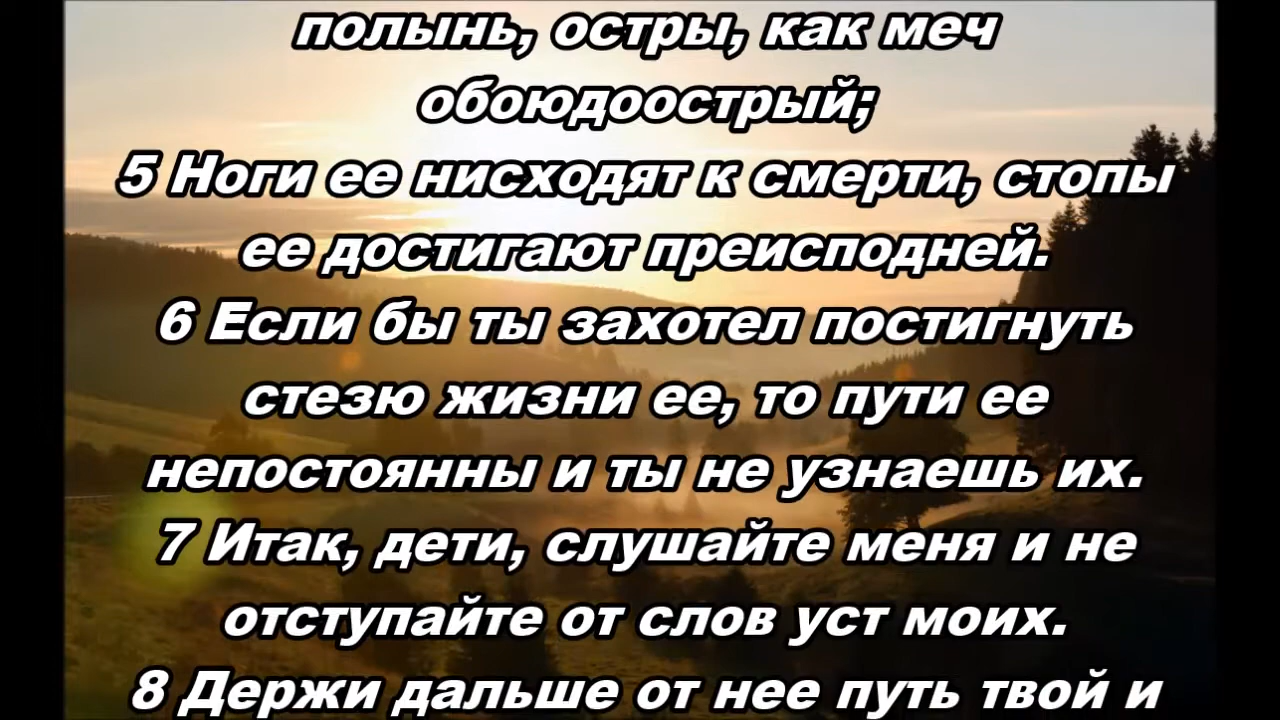 полынь, остры, как меч
обоюдоострый;
5 Ноги ее нисходят к смерти, стопы
ее достигают преисподней.
6 Если бы ты захотел постигнуть
стезю жизни ее, то пути ее
непостоянны и ты не узнаешь их.
7 Итак, дети, слушайте меня и не
отступайте от слов уст моих.
8 Держи дальше от нее путь твой и